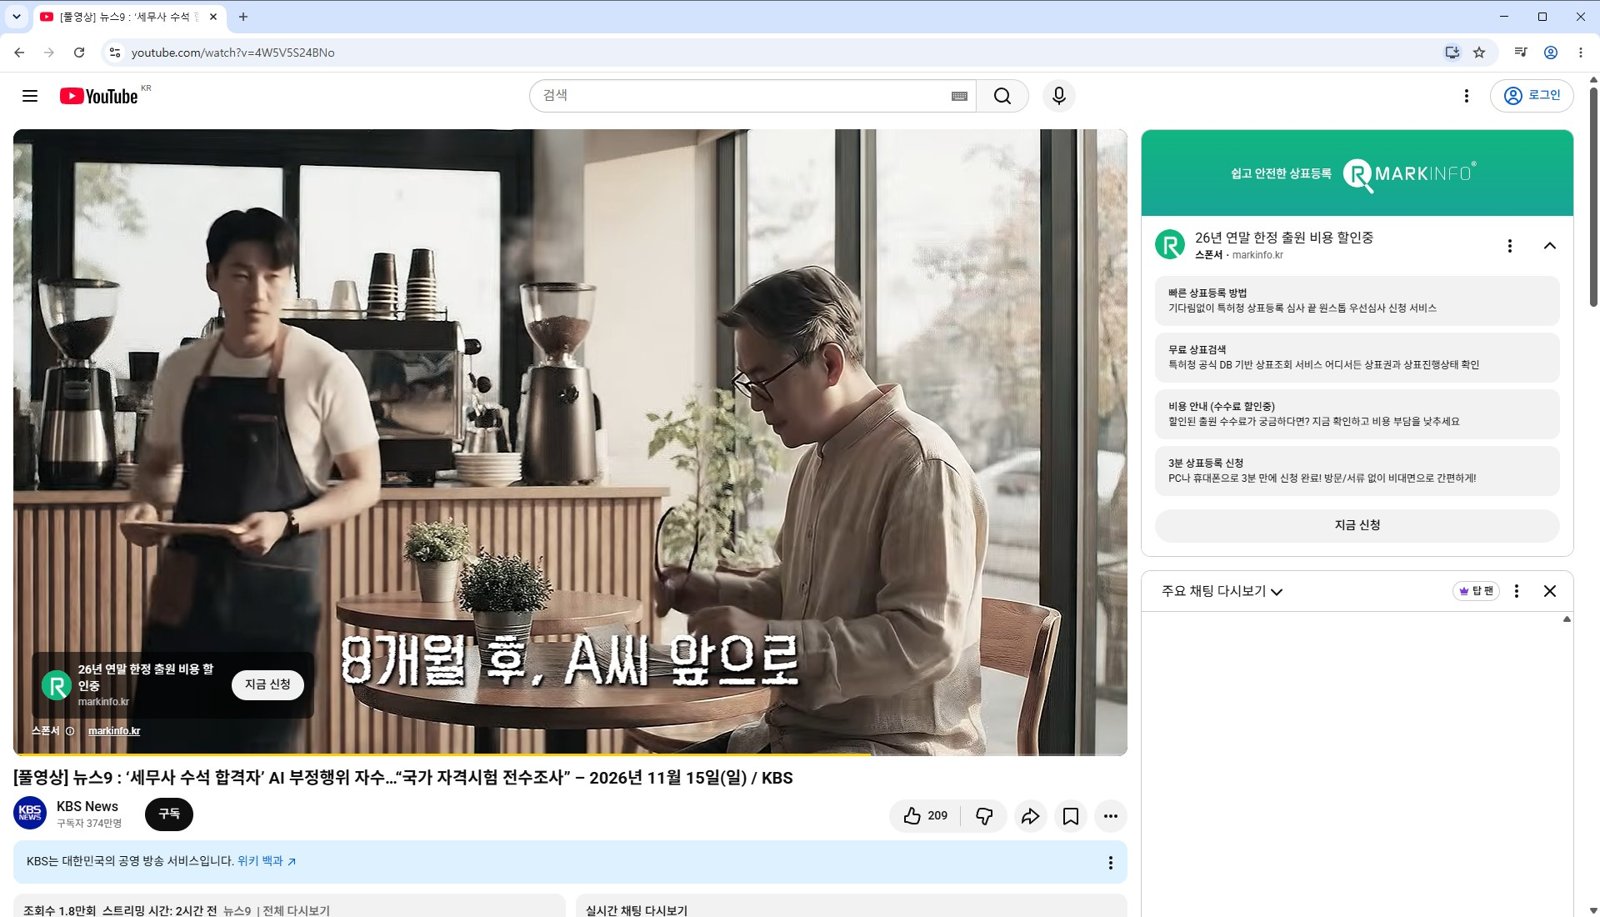 [풀영상] 뉴스9 : ‘세무사 수석 합
youtube.com/watch?v=4W5V5S24BNo
YouTube KR
검색
로그인
쉽고 안전한 상표등록 MARKINFO®
26년 연말 한정 출원 비용 할인중
스폰서 · markinfo.kr
빠른 상표등록 방법
기다림없이 특허청 상표등록 심사 끝 원스톱 우선심사 신청 서비스
무료 상표검색
특허청 공식 DB 기반 상표조회 서비스 어디서든 상표권과 상표진행상태 확인
비용 안내 (수수료 할인중)
할인된 출원 수수료가 궁금하다면? 지금 확인하고 비용 부담을 낮추세요
3분 상표등록 신청
PC나 휴대폰으로 3분 만에 신청 완료! 방문/서류 없이 비대면으로 간편하게!
지금 신청
주요 채팅 다시보기
탑 팬
8개월 후, A씨 앞으로
26년 연말 한정 출원 비용 할
인중
markinfo.kr
지금 신청
스폰서 markinfo.kr
[풀영상] 뉴스9 : ‘세무사 수석 합격자’ AI 부정행위 자수…“국가 자격시험 전수조사” – 2026년 11월 15일(일) / KBS
KBS NEWS
KBS News
구독자 374만명
구독
209
KBS는 대한민국의 공영 방송 서비스입니다. 위키 백과
조회수 1.8만회 스트리밍 시간: 2시간 전 뉴스9 | 전체 다시보기
실시간 채팅 다시보기